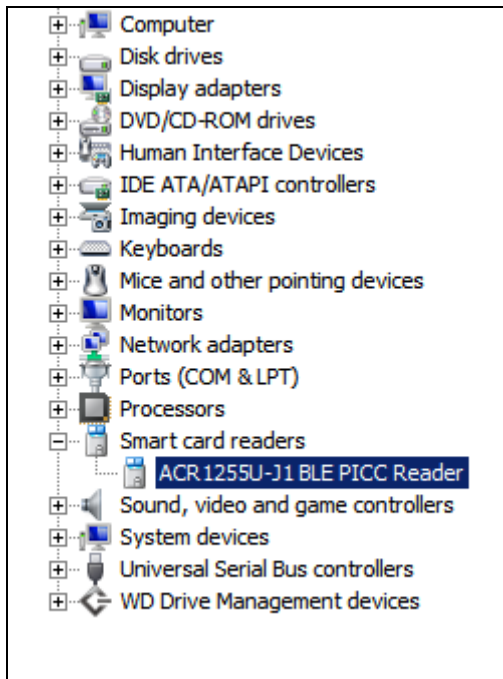 Computer
Disk drives
Display adapters
DVD/CD-ROM drives
Human Interface Devices
IDE ATA/ATAPI controllers
Imaging devices
Keyboards
Mice and other pointing devices
Monitors
Network adapters
Ports (COM & LPT)
Processors
Smart card readers
ACR1255U-J1 BLE PICC Reader
Sound, video and game controllers
System devices
Universal Serial Bus controllers
WD Drive Management devices